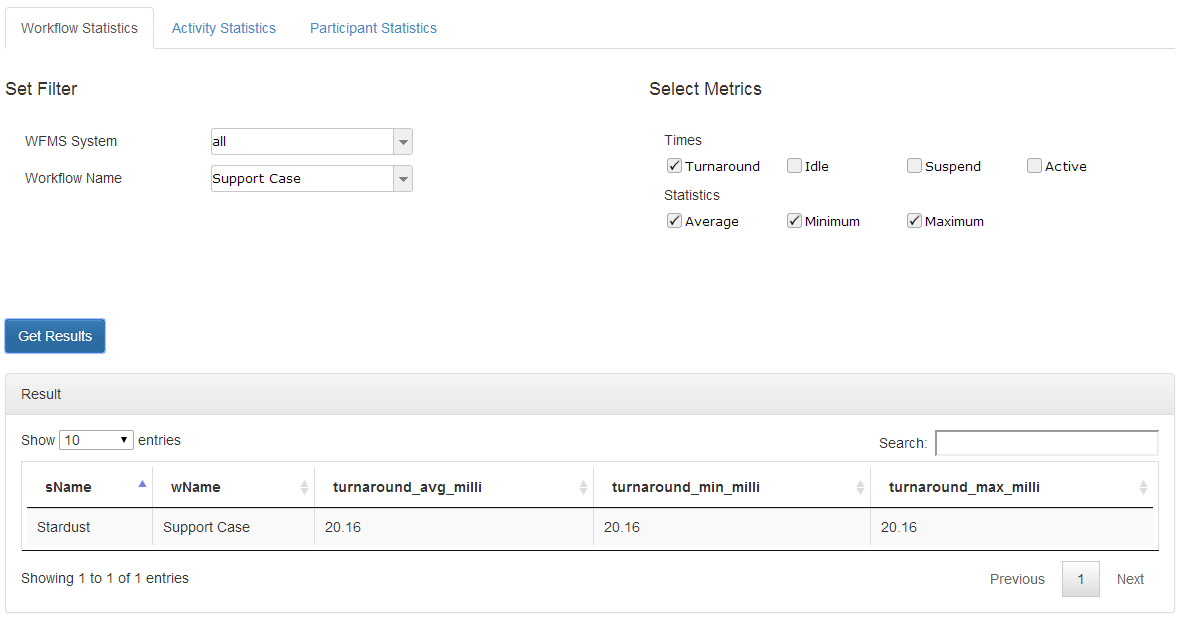 Workflow Statistics Activity Statistics Participant Statistics
Set Filter
Select Metrics
WFMS System all
Workflow Name Support Case
Times
Turnaround Idle Suspend Active
Statistics
Average Minimum Maximum
Get Results
Result
Show 10 entries
Search:
sName wName turnaround_avg_milli turnaround_min_milli turnaround_max_milli
Stardust Support Case 20.16 20.16 20.16
Showing 1 to 1 of 1 entries
Previous 1 Next